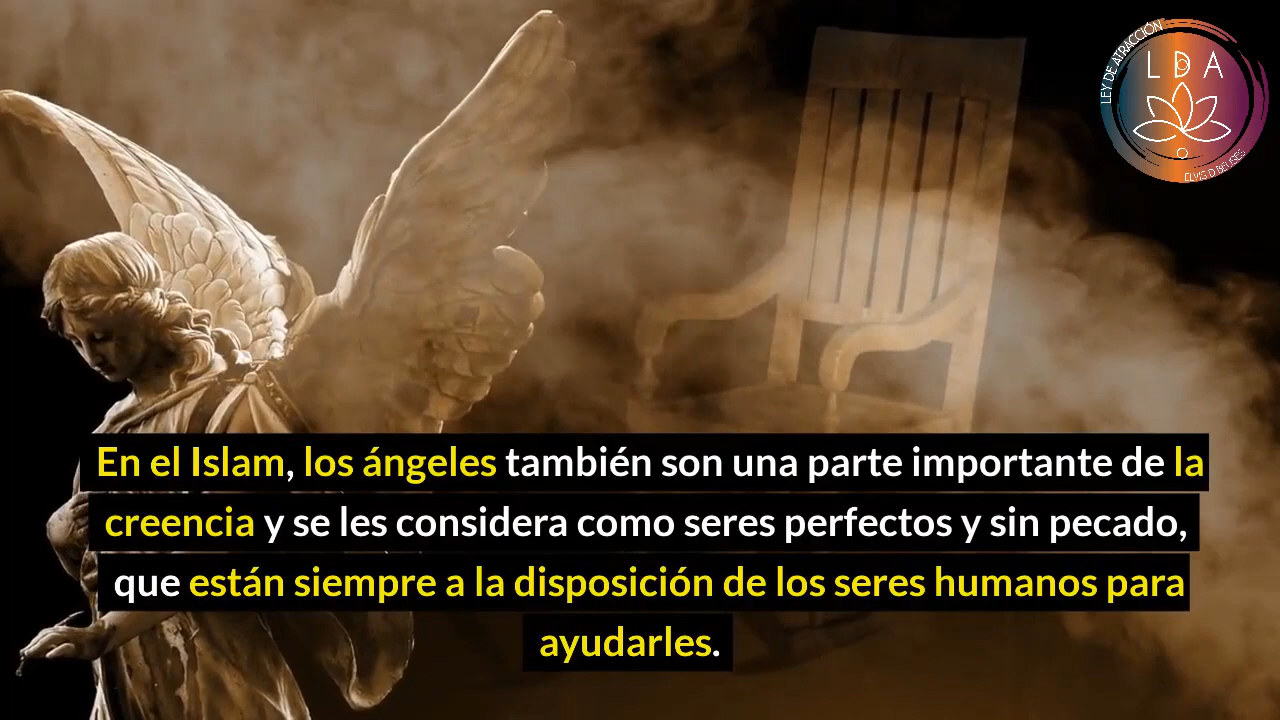 LEY DE ATRACCIÓN
LDA
En el Islam, los ángeles también son una parte importante de la
creencia y se les considera como seres perfectos y sin pecado,
que están siempre a la disposición de los seres humanos para
ayudarles.